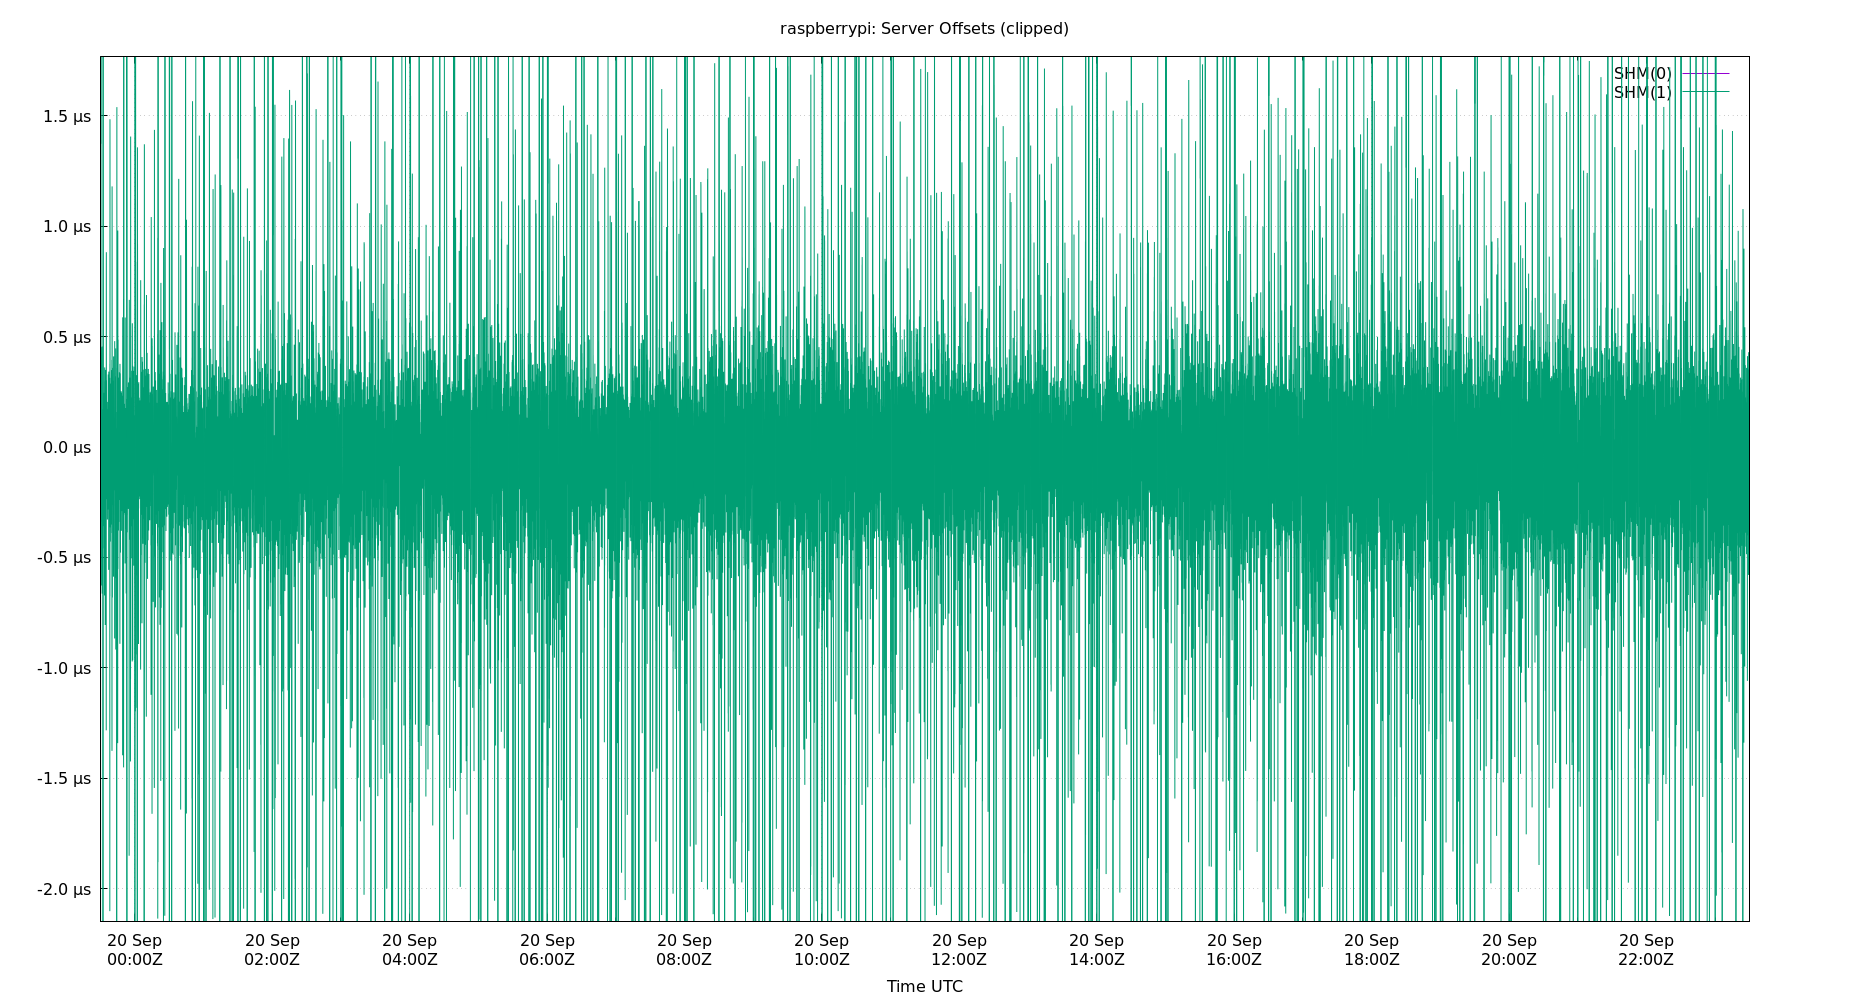 raspberrypi: Server Offsets (clipped)
SHM(0)
SHM(1)
1.5 µs
1.0 µs
0.5 µs
0.0 µs
-0.5 µs
-1.0 µs
-1.5 µs
-2.0 µs
20 Sep 20 Sep 20 Sep 20 Sep 20 Sep 20 Sep 20 Sep 20 Sep 20 Sep 20 Sep 20 Sep 20 Sep
00:00Z 02:00Z 04:00Z 06:00Z 08:00Z 10:00Z 12:00Z 14:00Z 16:00Z 18:00Z 20:00Z 22:00Z
Time UTC